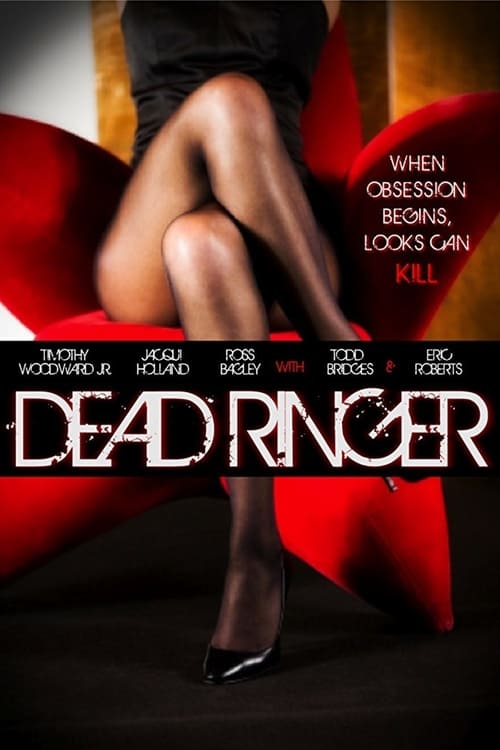 WHEN
OBSESSION
BEGINS,
LOOKS CAN
KILL
TIMOTHY WOODWARD JR. JACQUI HOLLAND ROSS BAGLEY WITH TODD BRIDGES & ERIC ROBERTS
DEAD RINGER